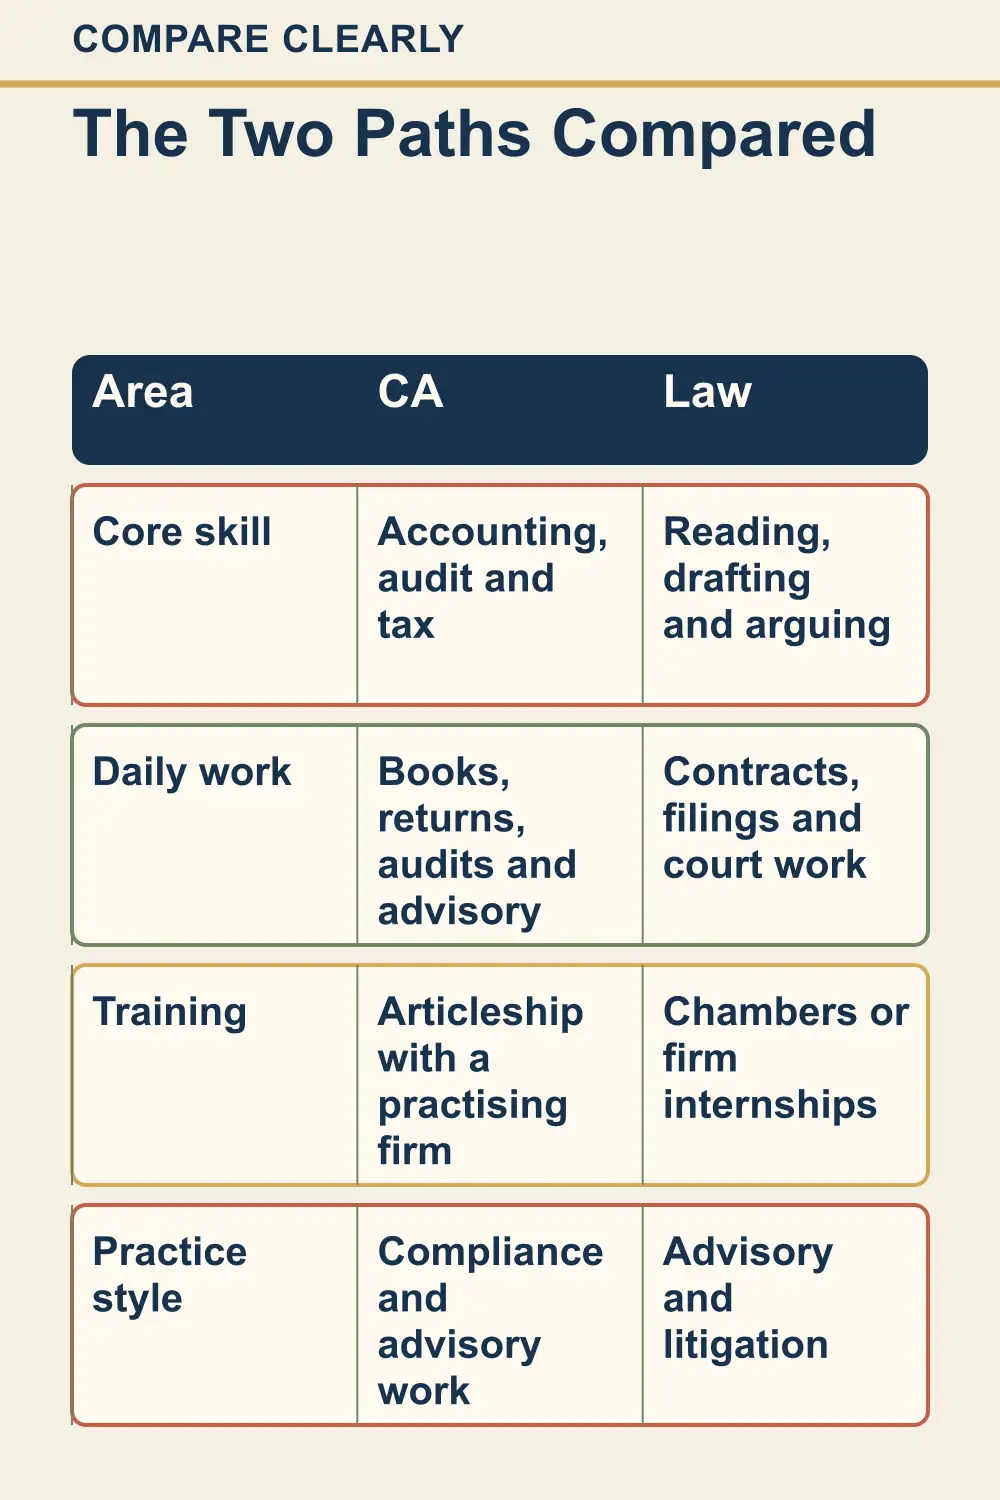 COMPARE CLEARLY
The Two Paths Compared
Area CA Law
Core skill
Accounting,
audit and
tax
Reading,
drafting
and arguing
Daily work
Books,
returns,
audits and
advisory
Contracts,
filings and
court work
Training
Articleship
with a
practising
firm
Chambers or
firm
internships
Practice
style
Compliance
and
advisory
work
Advisory
and
litigation